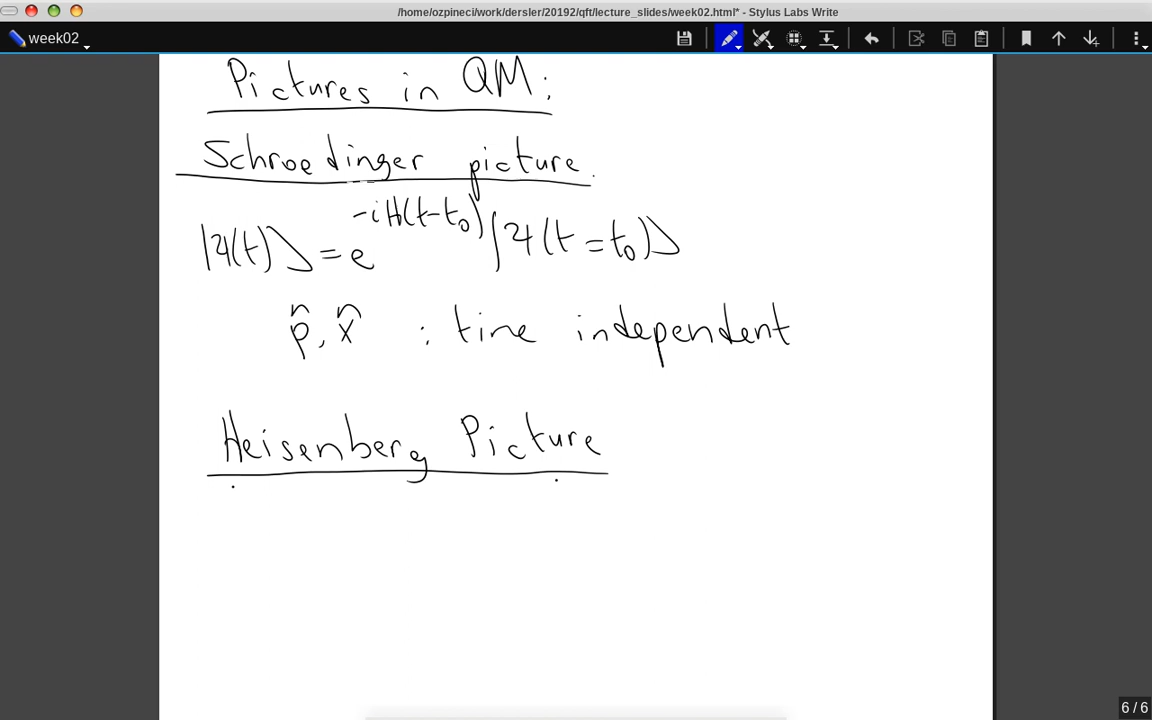 /home/ozpineci/work/dersler/20192/qft/lecture_slides/week02.html* - Stylus Labs Write
week02
Pictures in QM:
Schroedinger picture.
|ψ(t)> = e^{-iH(t-t₀)} |ψ(t=t₀)>
p̂, x̂ : time independent
Heisenberg Picture
6 / 6